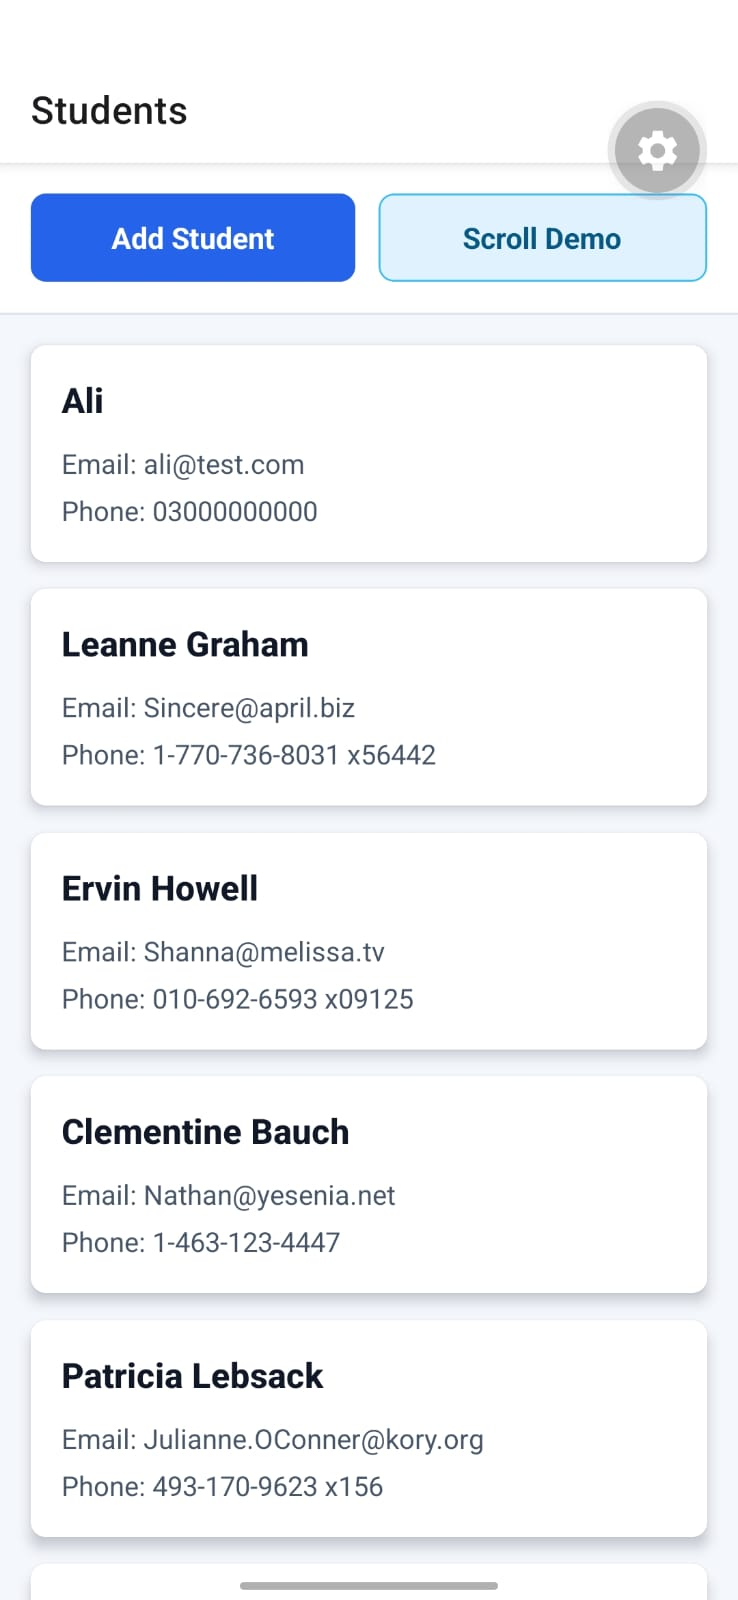 Students
Add Student
Scroll Demo
Ali
Email: ali@test.com
Phone: 03000000000
Leanne Graham
Email: Sincere@april.biz
Phone: 1-770-736-8031 x56442
Ervin Howell
Email: Shanna@melissa.tv
Phone: 010-692-6593 x09125
Clementine Bauch
Email: Nathan@yesenia.net
Phone: 1-463-123-4447
Patricia Lebsack
Email: Julianne.OConner@kory.org
Phone: 493-170-9623 x156